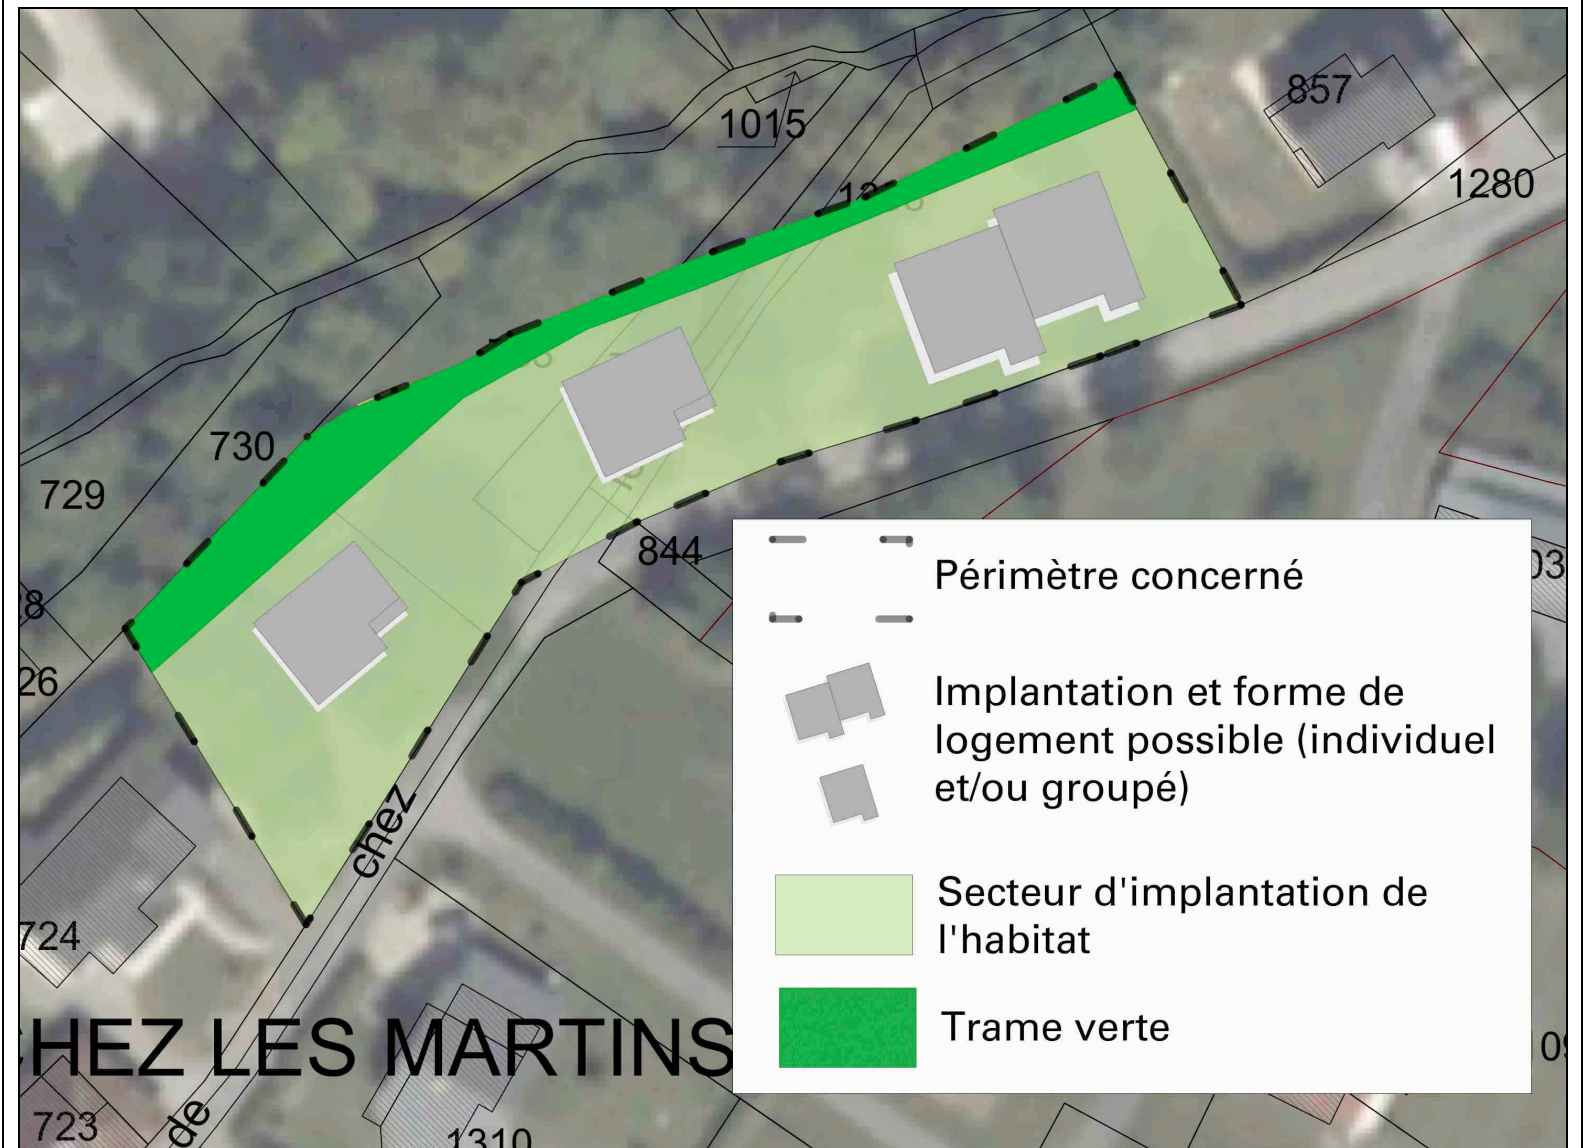 857
1015
1280
730
729
844
Périmètre concerné
Implantation et forme de
logement possible (individuel
et/ou groupé)
chez
Secteur d'implantation de
l'habitat
724
Trame verte
CHEZ LES MARTINS
723
de
1310